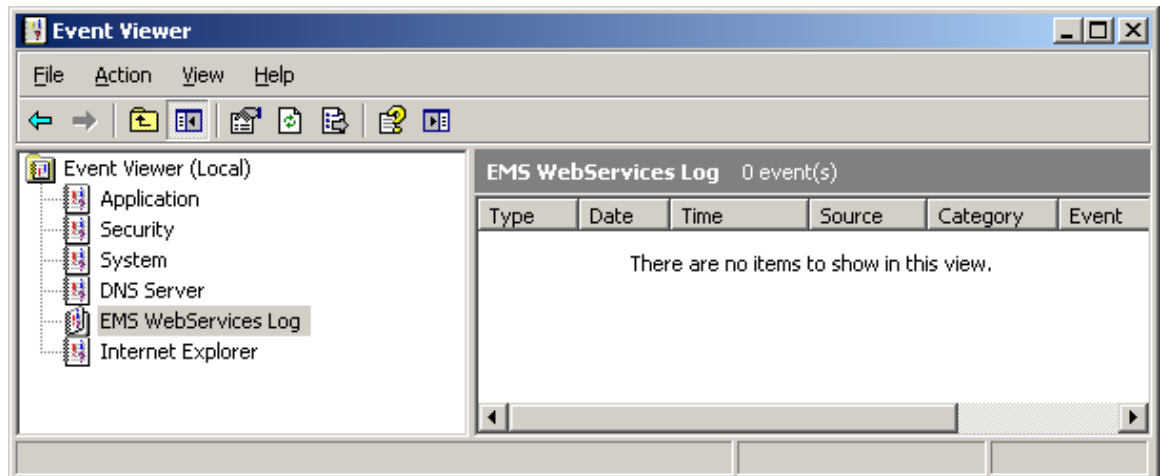 Event Viewer
File Action View Help
Event Viewer (Local)
Application
Security
System
DNS Server
EMS WebServices Log
Internet Explorer
EMS WebServices Log 0 event(s)
Type Date Time Source Category Event
There are no items to show in this view.